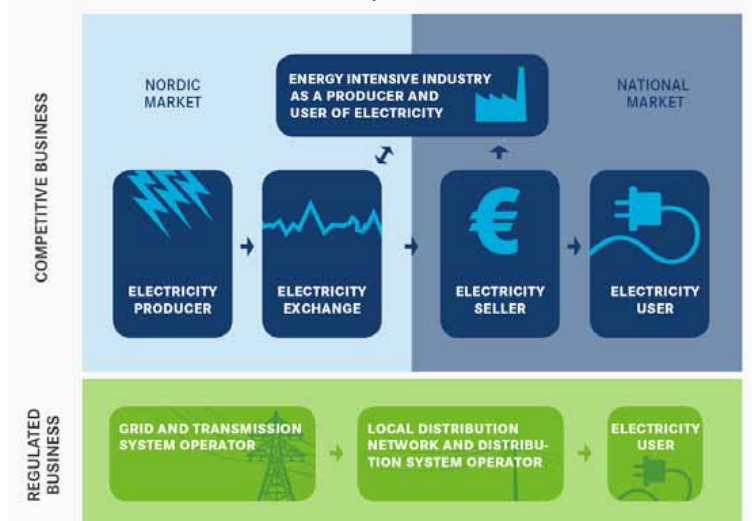 COMPETITIVE BUSINESS
NORDIC
MARKET
ENERGY INTENSIVE INDUSTRY
AS A PRODUCER AND
USER OF ELECTRICITY
NATIONAL
MARKET
ELECTRICITY
PRODUCER
ELECTRICITY
EXCHANGE
€
ELECTRICITY
SELLER
ELECTRICITY
USER
REGULATED
BUSINESS
GRID AND TRANSMISSION
SYSTEM OPERATOR
LOCAL DISTRIBUTION
NETWORK AND DISTRIBU-
TION SYSTEM OPERATOR
ELECTRICITY
USER